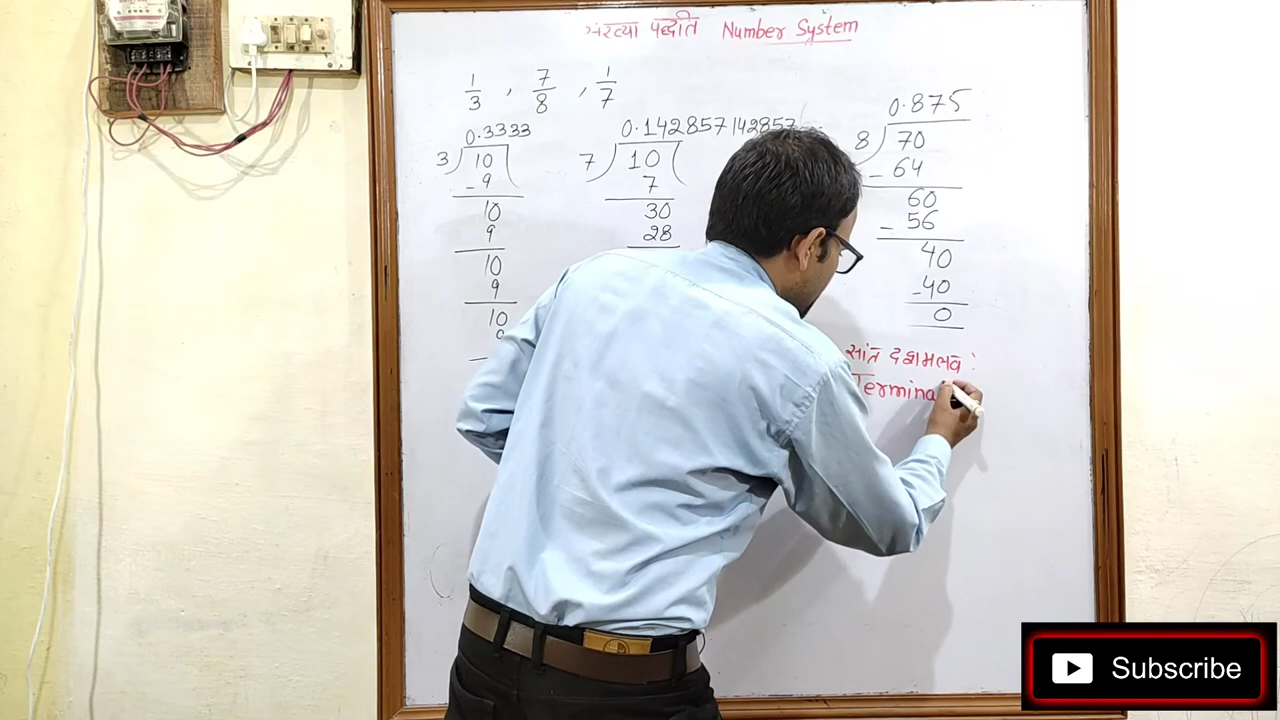 संख्या पद्धति Number System
1/3 , 7/8 , 1/7
0.3333
3 ) 10 (
- 9
10
9
10
9
10
0.142857142857...
7 ) 10 (
7
30
28
0.875
8 ) 70
- 64
60
- 56
40
- 40
0
सांत दशमलव :
Termina
Subscribe